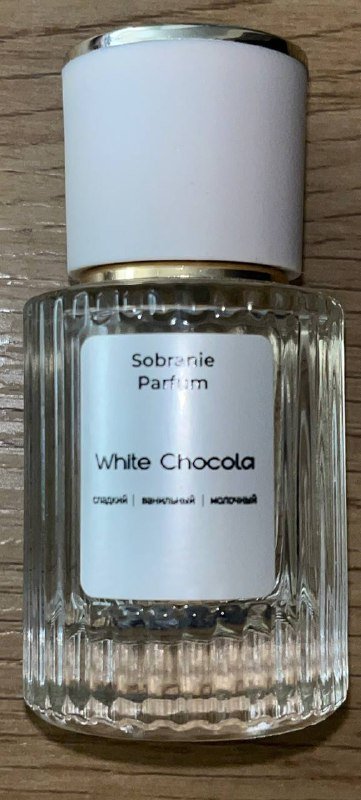 Sobranie
Parfum
White Chocola
сладкий | ванильный | молочный